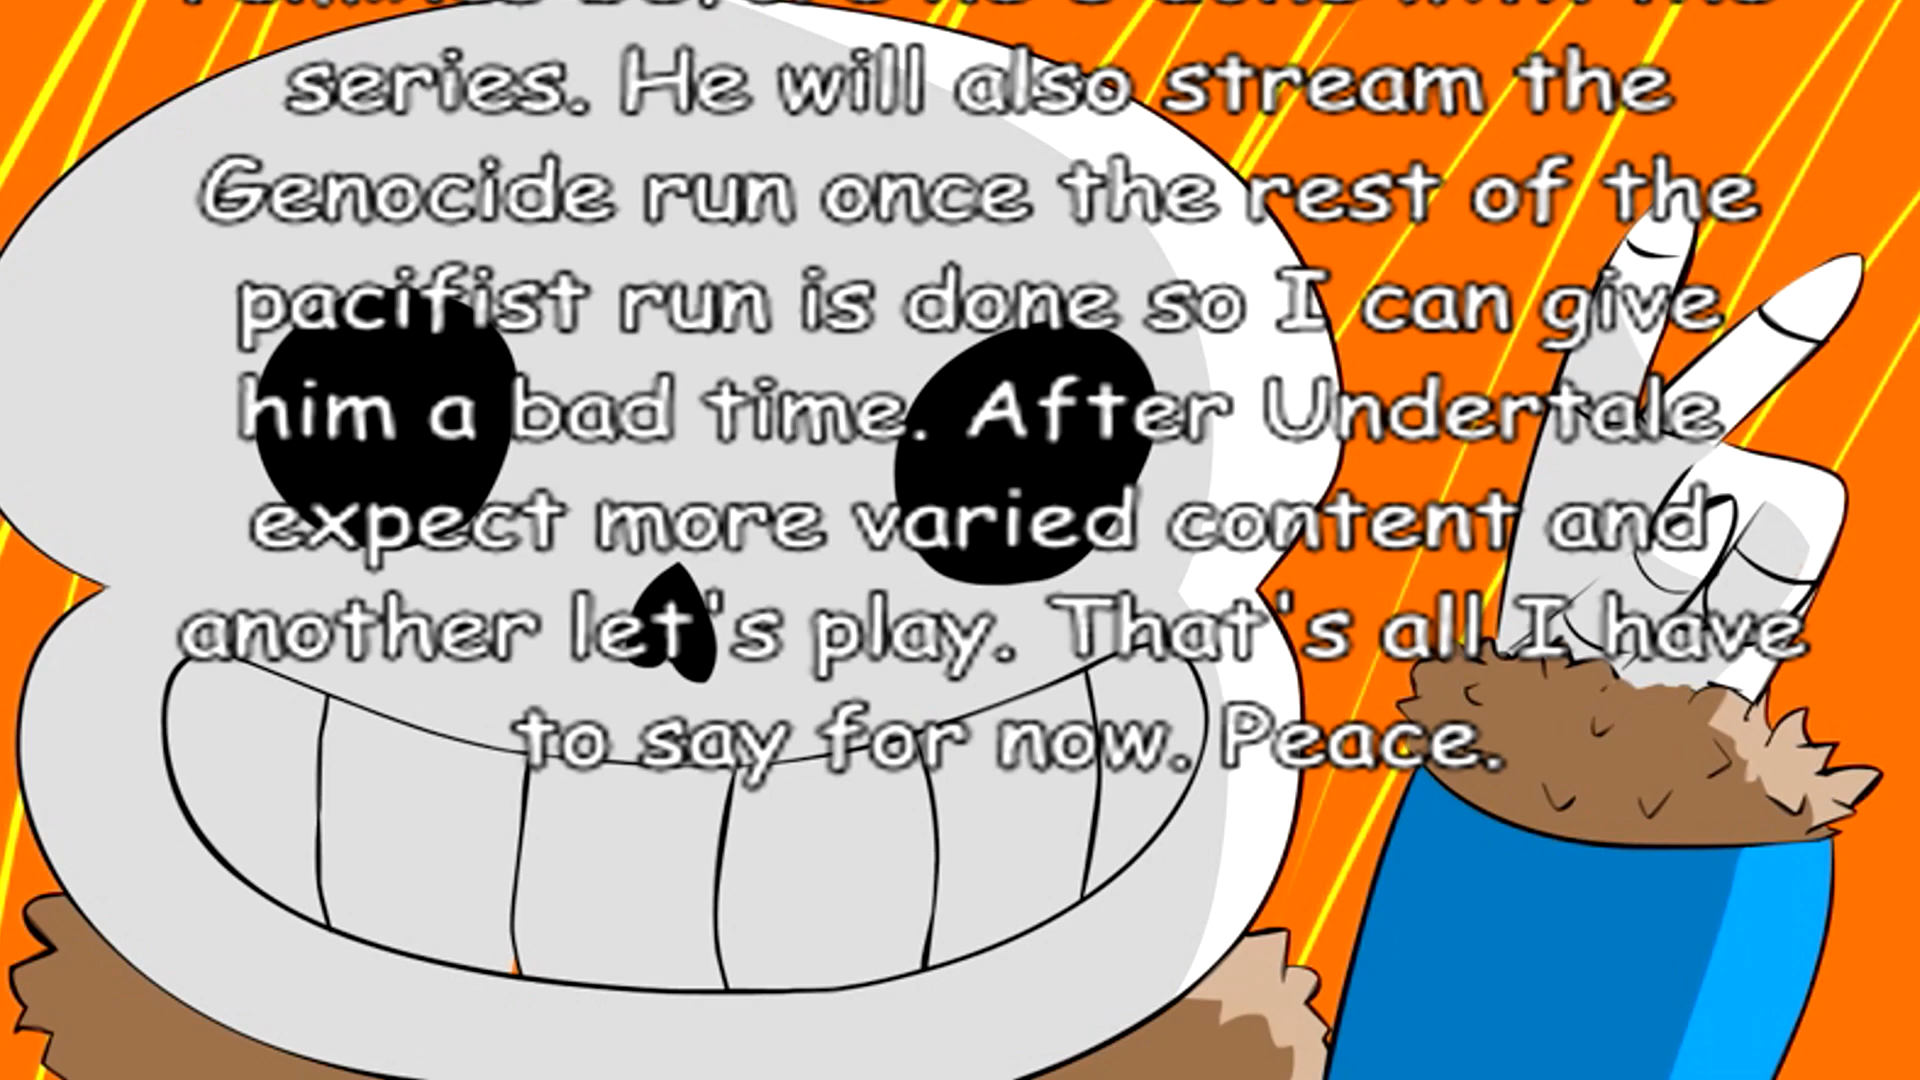 series. He will also stream the
Genocide run once the rest of the
pacifist run is done so I can give
him a bad time. After Undertale
expect more varied content and
another let's play. That's all I have
to say for now. Peace.